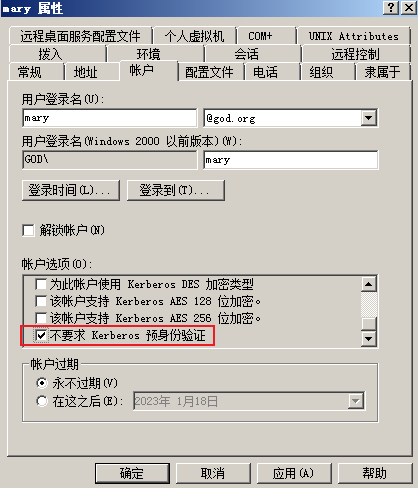 mary 属性
远程桌面服务配置文件 个人虚拟机 COM+ UNIX Attributes
拨入 环境 会话 远程控制
常规 地址 帐户 配置文件 电话 组织 隶属于
用户登录名(U):
mary @god.org
用户登录名(Windows 2000 以前版本)(W):
GOD\ mary
登录时间(L)... 登录到(T)...
解锁帐户(N)
帐户选项(O):
为此帐户使用 Kerberos DES 加密类型
该帐户支持 Kerberos AES 128 位加密。
该帐户支持 Kerberos AES 256 位加密。
不要求 Kerberos 预身份验证
帐户过期
永不过期(V)
在这之后(E): 2023年 1月18日
确定 取消 应用(A) 帮助